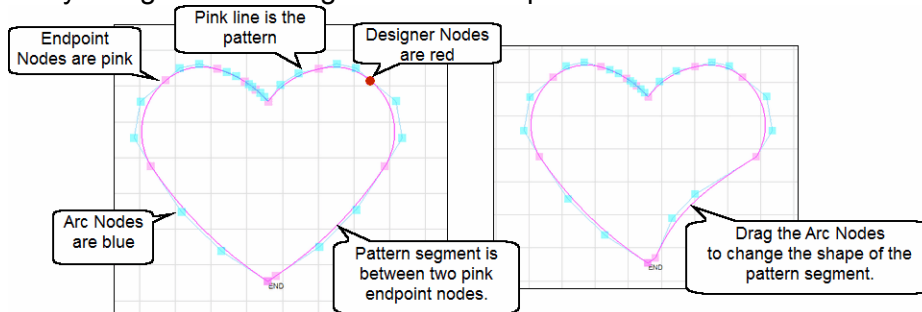 Pink line is the
pattern
Endpoint
Nodes are pink
Designer Nodes
are red
Arc Nodes
are blue
Pattern segment is
between two pink
endpoint nodes.
END
Drag the Arc Nodes
to change the shape of the
pattern segment.
END